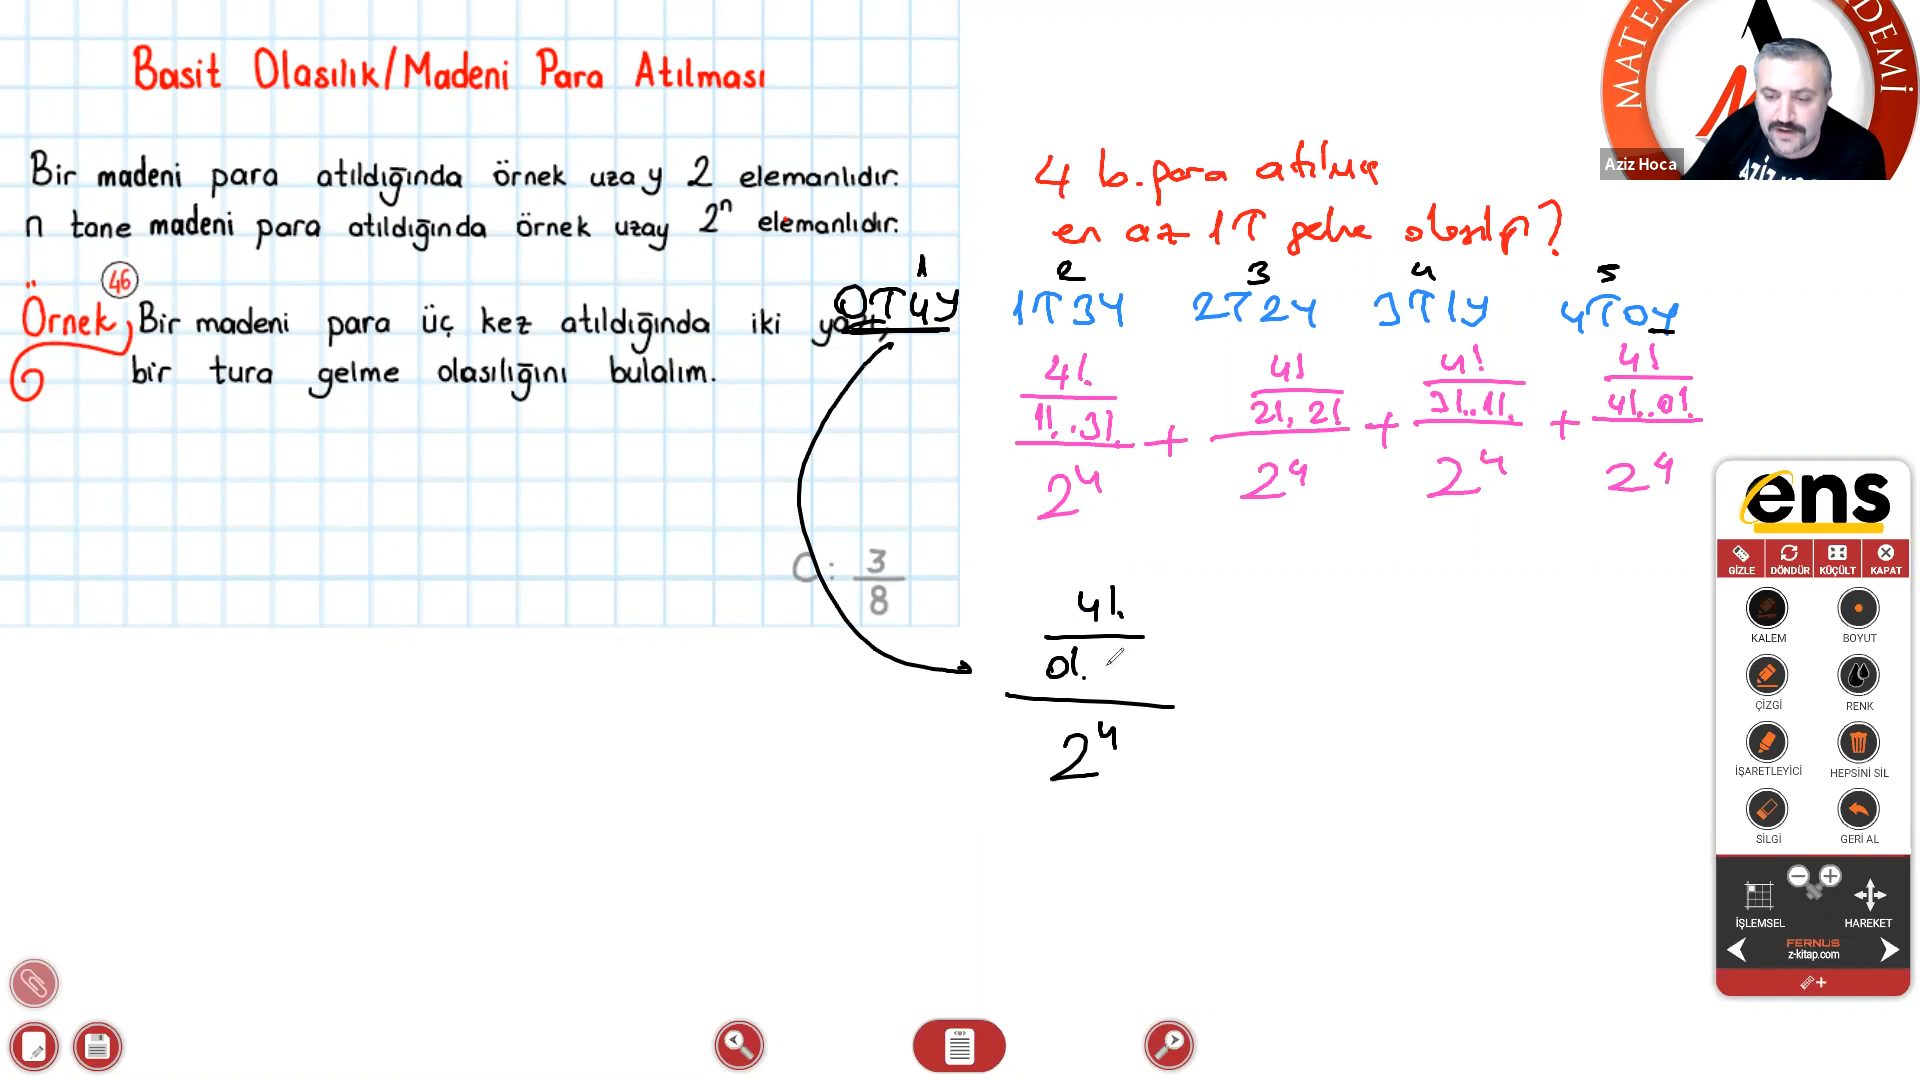 Basit Olasılık/Madeni Para Atılması
Bir madeni para atıldığında örnek uzay 2 elemanlıdır.
n tane madeni para atıldığında örnek uzay 2ⁿ elemanlıdır.
46
Örnek, Bir madeni para üç kez atıldığında iki
bir tura gelme olasılığını bulalım.
C: 3/8
4 b.para atılmış
en az 1T gelme olasılığı?
1 2 3 4 5
0T4Y 1T3Y 2T2Y 3T1Y 4T0Y
4! 4! 4! 4!
1!.3! 2!.2! 3!.1! 4!.0!
+ + +
2⁴ 2⁴ 2⁴ 2⁴
4!
0!.
2⁴
MATEM
DEMİ
Aziz Hoca
AZİZ
ens
GİZLE DÖNDÜR KÜÇÜLT KAPAT
KALEM BOYUT
ÇİZGİ RENK
İŞARETLEYİCİ HEPSİNİ SİL
SİLGİ GERİ AL
İŞLEMSEL HAREKET
FERNUS
z-kitap.com